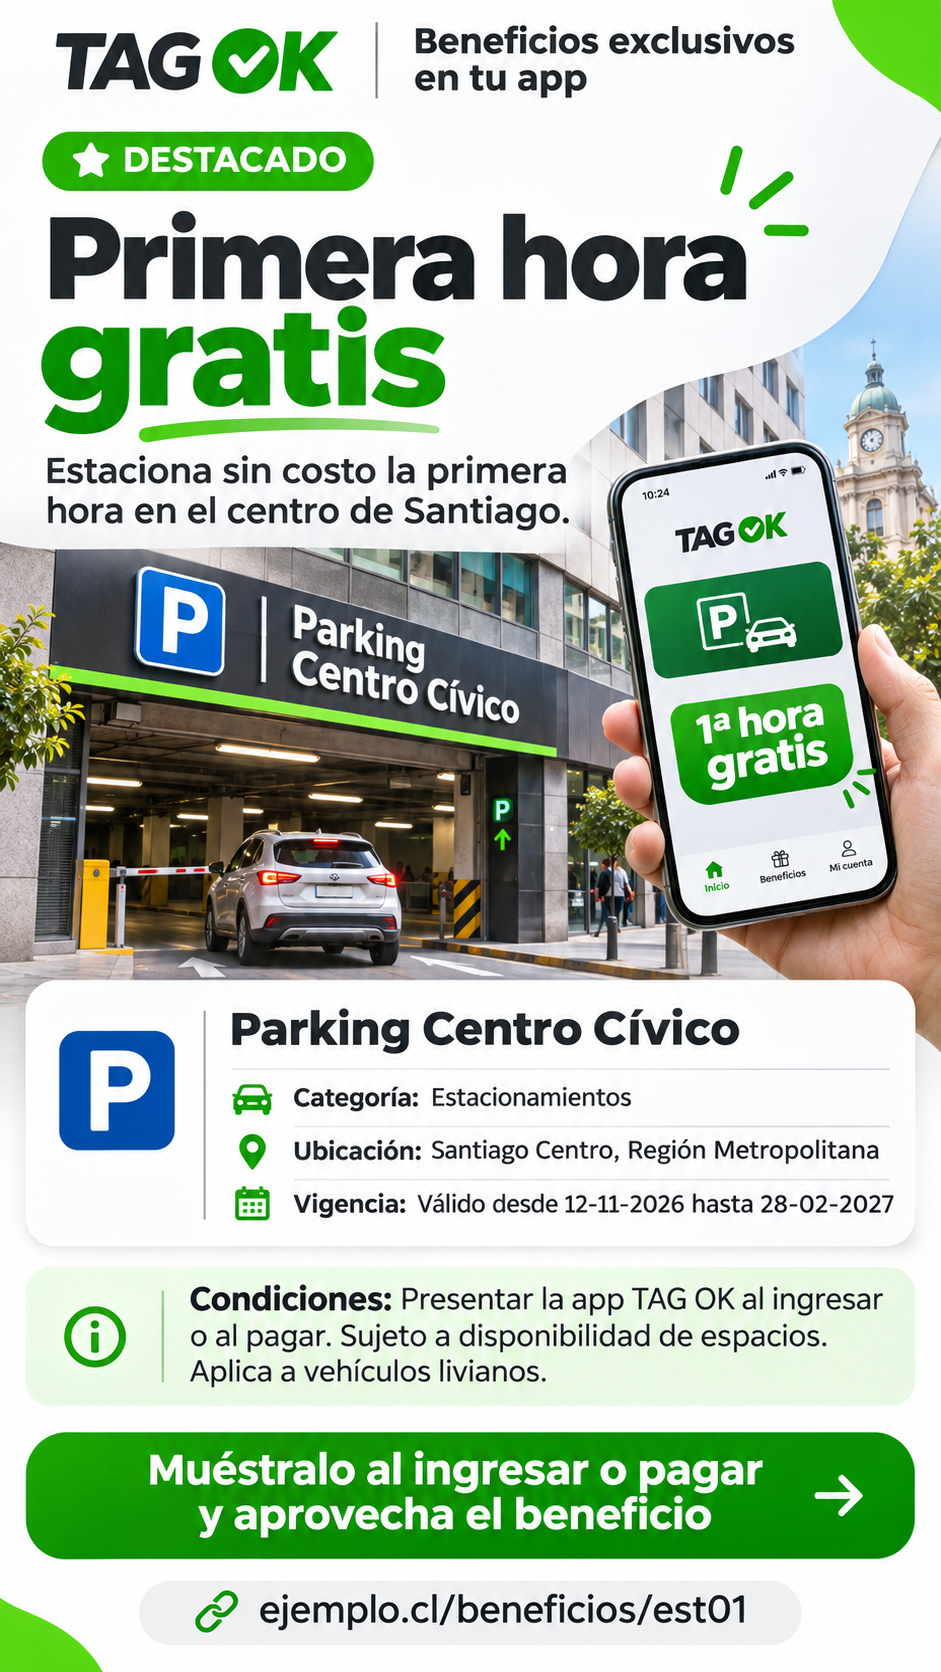 TAG OK
Beneficios exclusivos
en tu app
DESTACADO
Primera hora
gratis
Estaciona sin costo la primera
hora en el centro de Santiago.
P
Parking
Centro Cívico
P
10:24
TAG OK
P
1ª hora
gratis
Inicio
Beneficios
Mi cuenta
P
Parking Centro Cívico
Categoría: Estacionamientos
Ubicación: Santiago Centro, Región Metropolitana
Vigencia: Válido desde 12-11-2026 hasta 28-02-2027
Condiciones: Presentar la app TAG OK al ingresar
o al pagar. Sujeto a disponibilidad de espacios.
Aplica a vehículos livianos.
Muéstralo al ingresar o pagar
y aprovecha el beneficio
ejemplo.cl/beneficios/est01